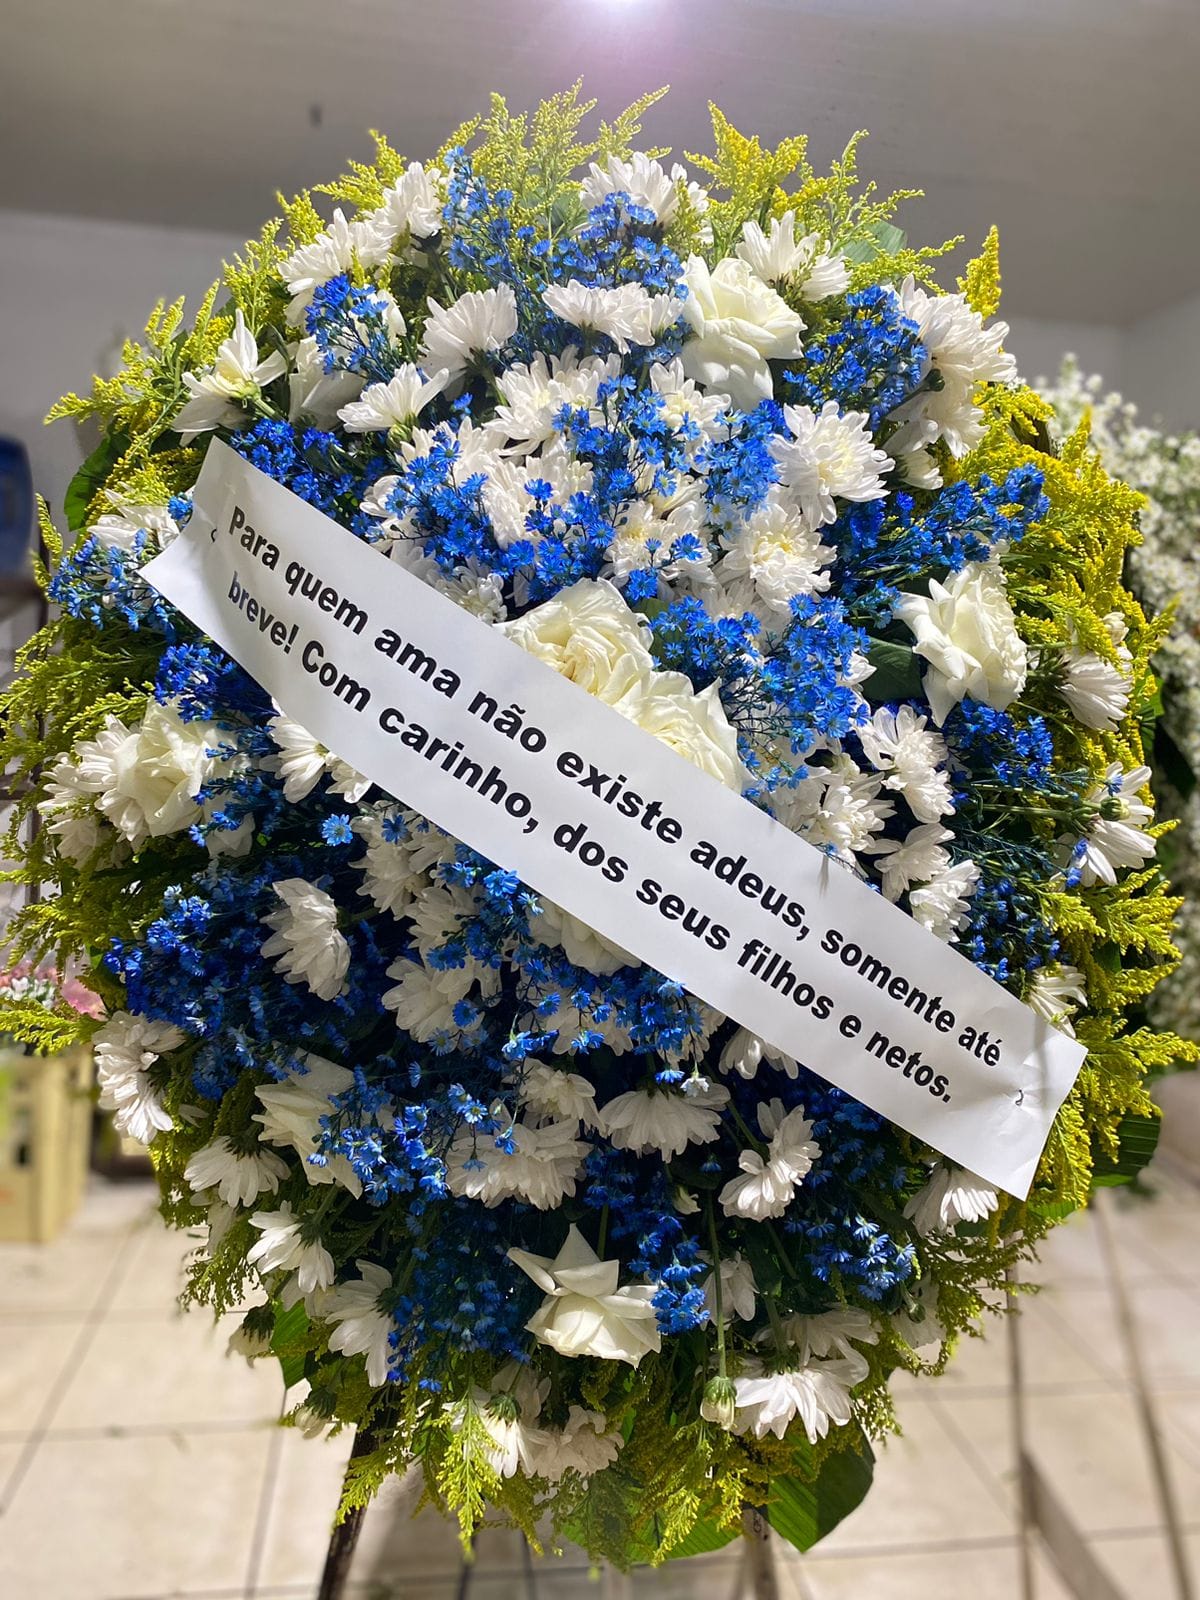 Para quem ama não existe adeus, somente até
breve! Com carinho, dos seus filhos e netos.